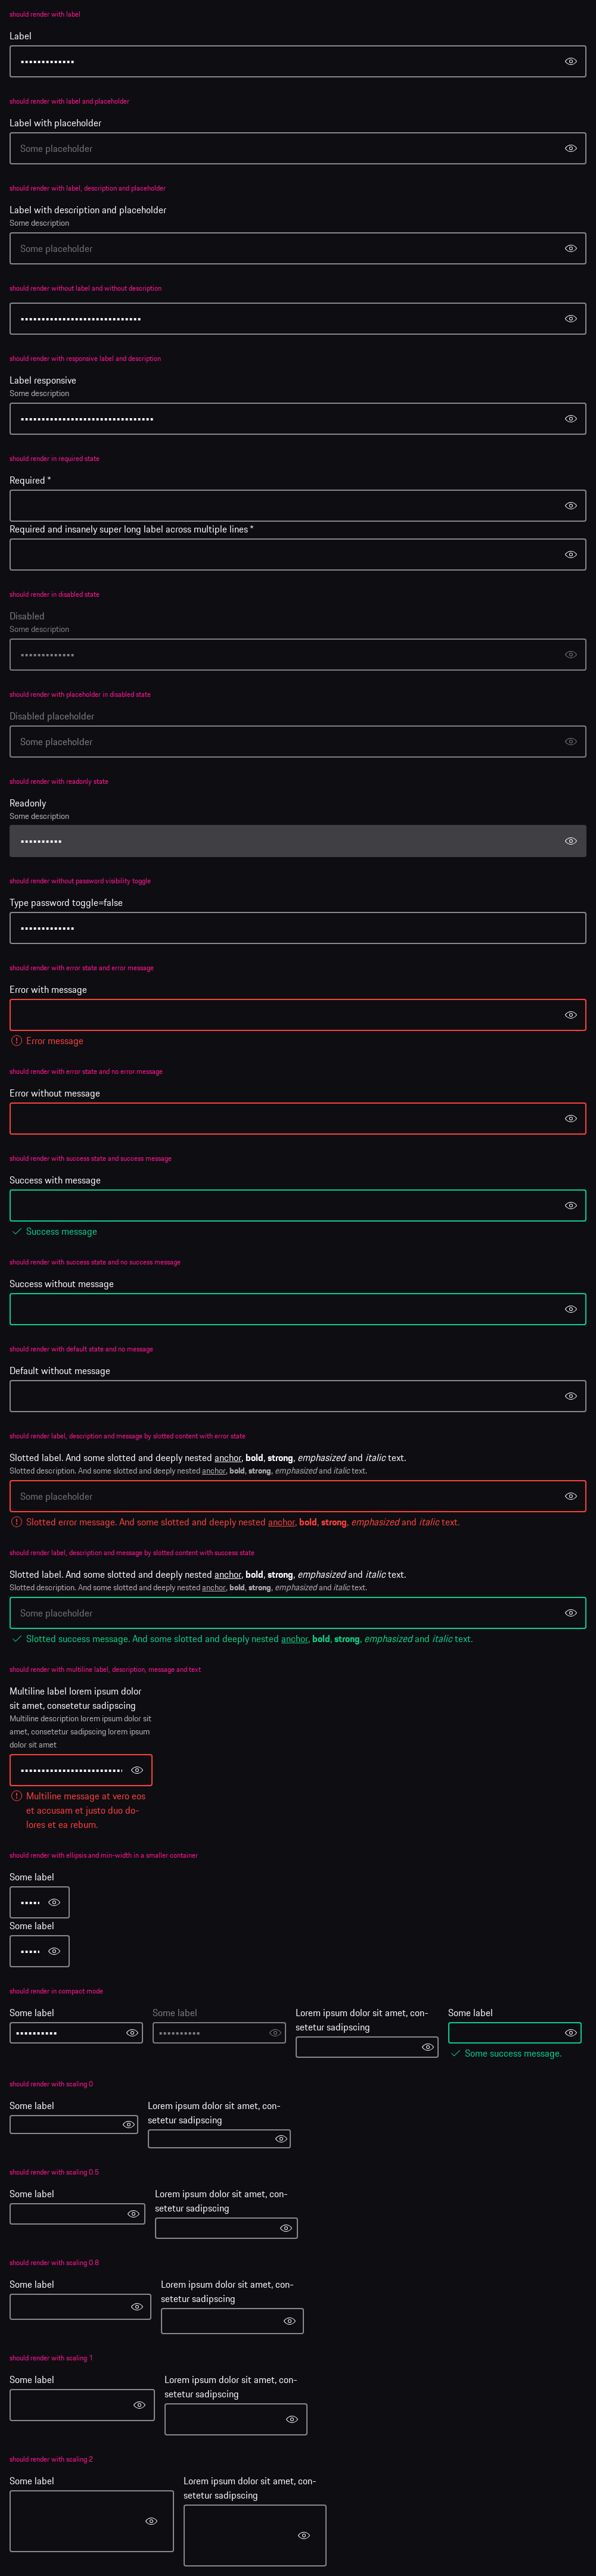 should render with label
Label
•••••••••••••
should render with label and placeholder
Label with placeholder
Some placeholder
should render with label, description and placeholder
Label with description and placeholder
Some description
Some placeholder
should render without label and without description
•••••••••••••••••••••••••••••
should render with responsive label and description
Label responsive
Some description
••••••••••••••••••••••••••••••••
should render in required state
Required *
Required and insanely super long label across multiple lines *
should render in disabled state
Disabled
Some description
•••••••••••••
should render with placeholder in disabled state
Disabled placeholder
Some placeholder
should render with readonly state
Readonly
Some description
••••••••••
should render without password visibility toggle
Type password toggle=false
•••••••••••••
should render with error state and error message
Error with message
Error message
should render with error state and no error message
Error without message
should render with success state and success message
Success with message
Success message
should render with success state and no success message
Success without message
should render with default state and no message
Default without message
should render label, description and message by slotted content with error state
Slotted label. And some slotted and deeply nested anchor, bold, strong, emphasized and italic text.
Slotted description. And some slotted and deeply nested anchor, bold, strong, emphasized and italic text.
Some placeholder
Slotted error message. And some slotted and deeply nested anchor, bold, strong, emphasized and italic text.
should render label, description and message by slotted content with success state
Slotted label. And some slotted and deeply nested anchor, bold, strong, emphasized and italic text.
Slotted description. And some slotted and deeply nested anchor, bold, strong, emphasized and italic text.
Some placeholder
Slotted success message. And some slotted and deeply nested anchor, bold, strong, emphasized and italic text.
should render with multiline label, description, message and text
Multiline label lorem ipsum dolor
sit amet, consetetur sadipscing
Multiline description lorem ipsum dolor sit
amet, consetetur sadipscing lorem ipsum
dolor sit amet
•••••••••••••••••••••••••
Multiline message at vero eos
et accusam et justo duo do-
lores et ea rebum.
should render with ellipsis and min-width in a smaller container
Some label
•••••
Some label
•••••
should render in compact mode
Some label
••••••••••
Some label
••••••••••
Lorem ipsum dolor sit amet, con-
setetur sadipscing
Some label
Some success message.
should render with scaling 0
Some label
Lorem ipsum dolor sit amet, con-
setetur sadipscing
should render with scaling 0.5
Some label
Lorem ipsum dolor sit amet, con-
setetur sadipscing
should render with scaling 0.8
Some label
Lorem ipsum dolor sit amet, con-
setetur sadipscing
should render with scaling 1
Some label
Lorem ipsum dolor sit amet, con-
setetur sadipscing
should render with scaling 2
Some label
Lorem ipsum dolor sit amet, con-
setetur sadipscing